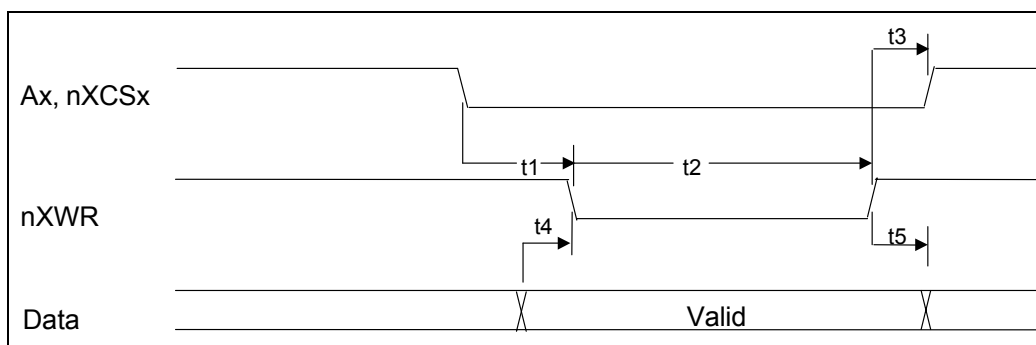 t3
Ax, nXCSx
t1
t2
nXWR
t4
t5
Data
Valid